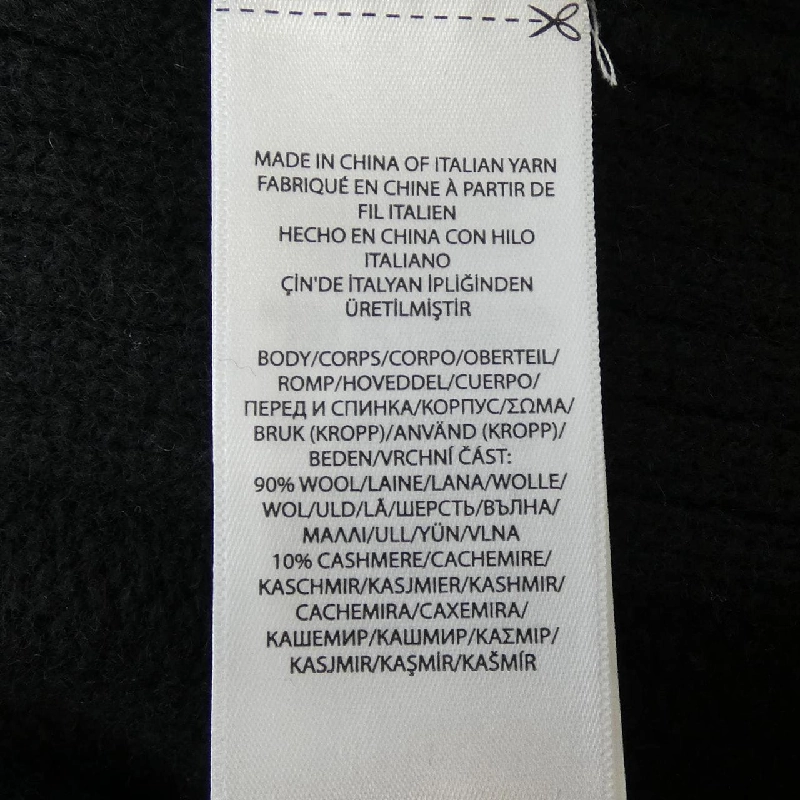 MADE IN CHINA OF ITALIAN YARN
FABRIQUÉ EN CHINE À PARTIR DE
FIL ITALIEN
HECHO EN CHINA CON HILO
ITALIANO
ÇİN'DE İTALYAN İPLİĞİNDEN
ÜRETİLMİŞTİR
BODY/CORPS/CORPO/OBERTEIL/
ROMP/HOVEDDEL/CUERPO/
ПЕРЕД И СПИНКА/КОРПУС/ΣΩΜΑ/
BRUK (KROPP)/ANVÄND (KROPP)/
BEDEN/VRCHNÍ ČÁST:
90% WOOL/LAINE/LANA/WOLLE/
WOL/ULD/LÃ/ШЕРСТЬ/ВЪЛНА/
ΜΑΛΛΙ/ULL/YÜN/VLNA
10% CASHMERE/CACHEMIRE/
KASCHMIR/KASJMIER/KASHMIR/
CACHEMIRA/CAXEMIRA/
КАШЕМИР/КАШМИР/ΚΑΣΜΙΡ/
KASJMIR/KAŞMİR/KAŠMÍR